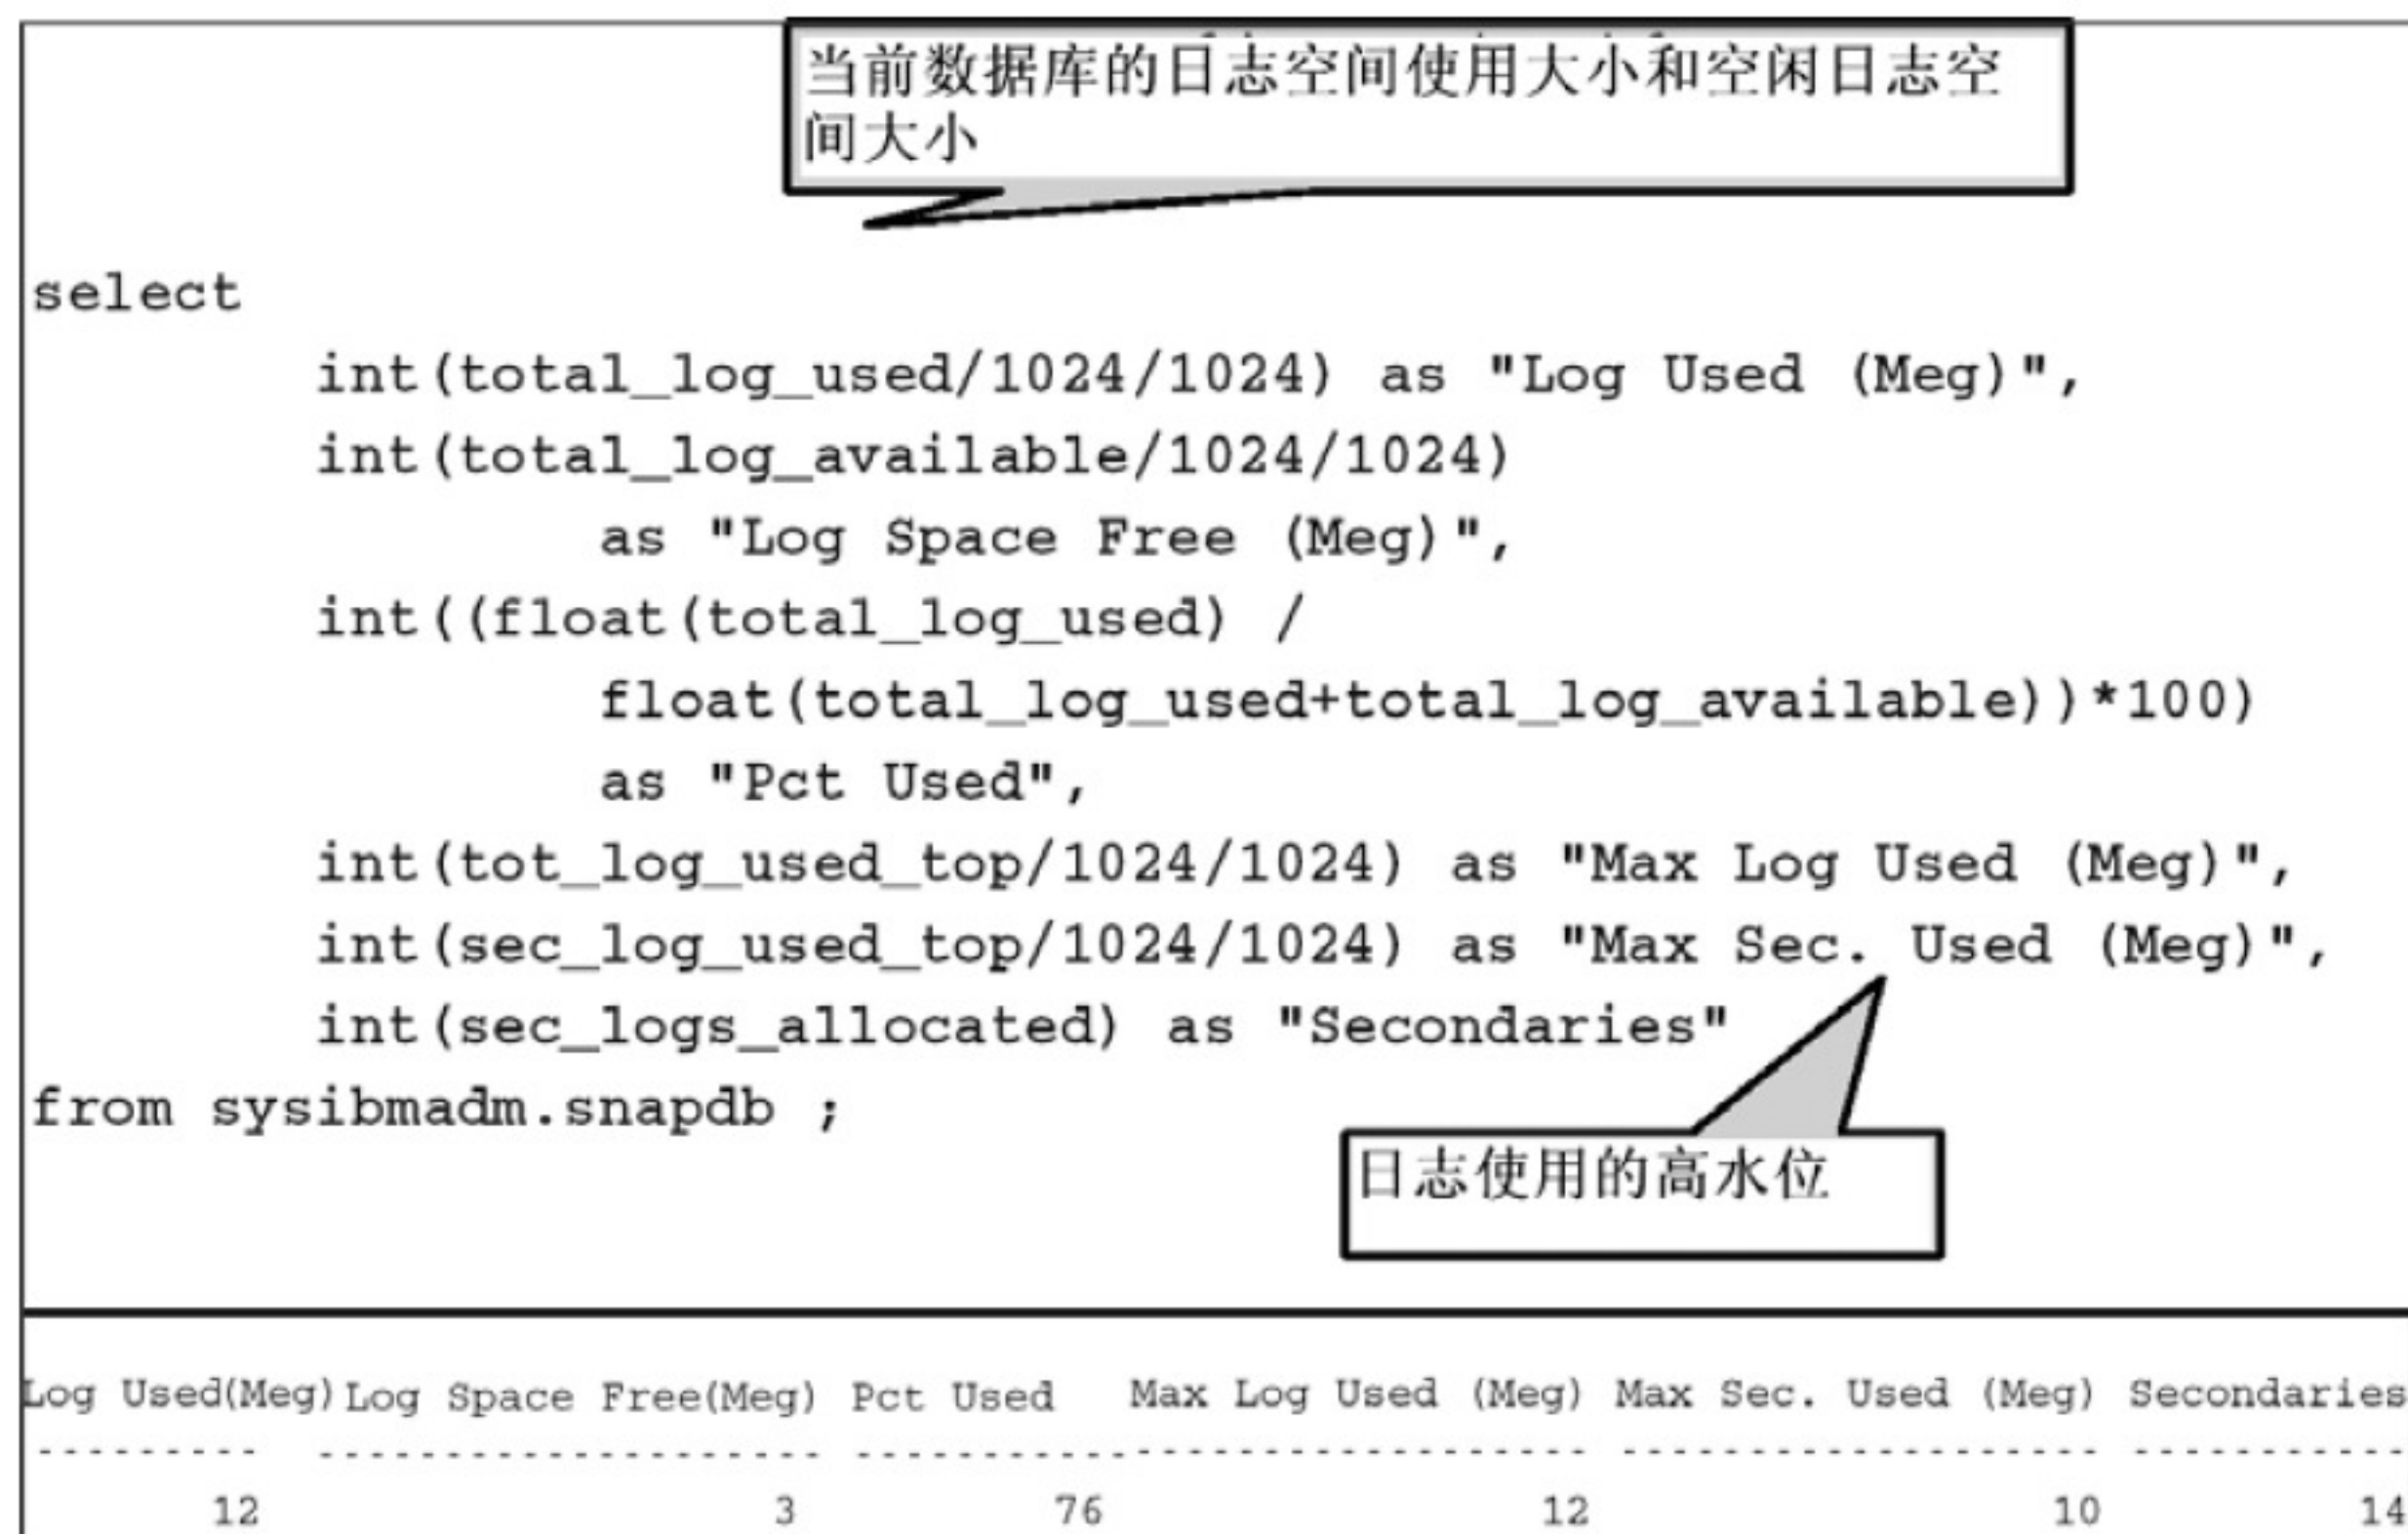 当前数据库的日志空间使用大小和空闲日志空
间大小
select
int(total_log_used/1024/1024) as "Log Used (Meg)",
int(total_log_available/1024/1024)
as "Log Space Free (Meg)",
int((float(total_log_used) /
float(total_log_used+total_log_available))*100)
as "Pct Used",
int(tot_log_used_top/1024/1024) as "Max Log Used (Meg)",
int(sec_log_used_top/1024/1024) as "Max Sec. Used (Meg)",
int(sec_logs_allocated) as "Secondaries"
from sysibmadm.snapdb ;
日志使用的高水位
Log Used(Meg) Log Space Free(Meg) Pct Used Max Log Used (Meg) Max Sec. Used (Meg) Secondaries
--------- -------------------- ----------- ------------------ ------------------- -----------
12 3 76 12 10 14